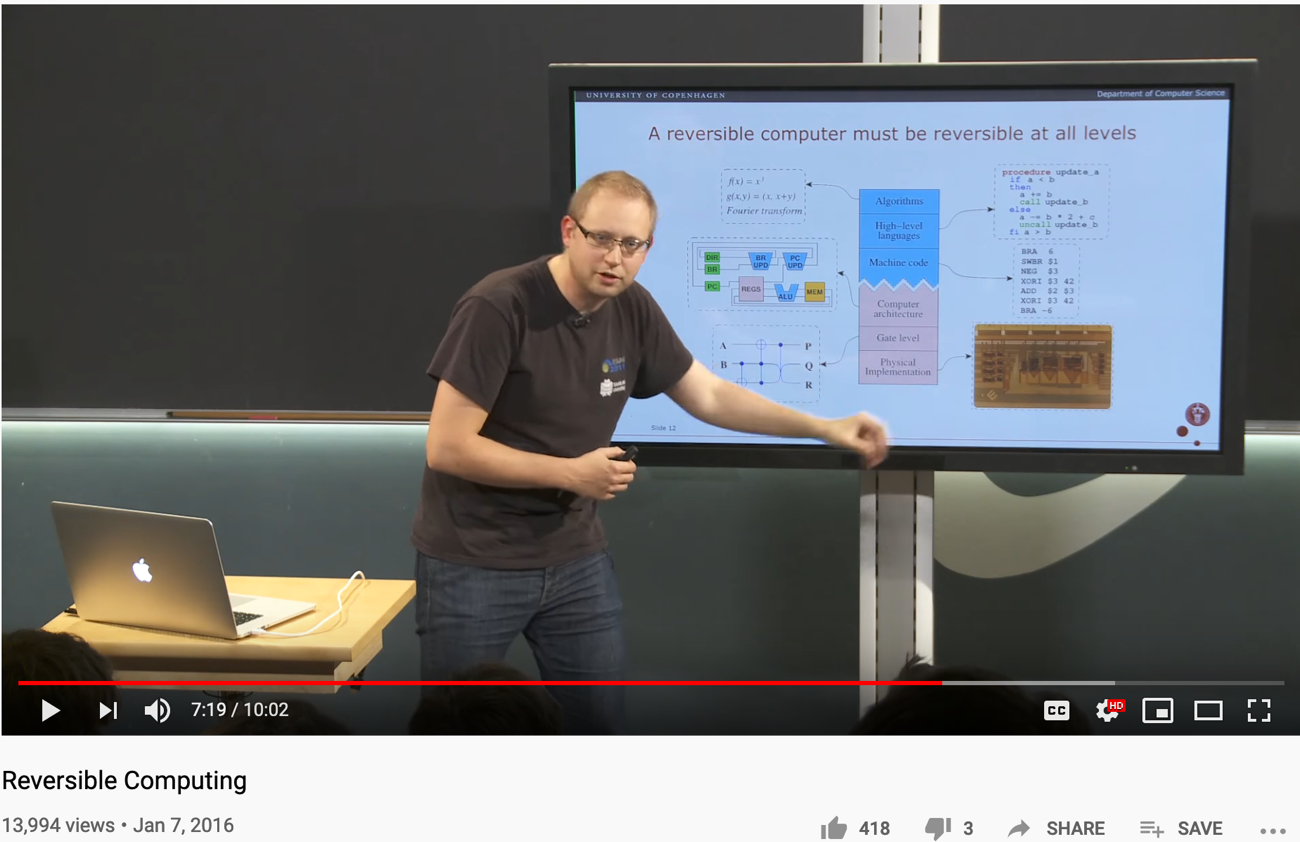 UNIVERSITY OF COPENHAGEN
Department of Computer Science
A reversible computer must be reversible at all levels
f(x) = x³
g(x,y) = (x, x+y)
Fourier transform
Algorithms
High-level
languages
Machine code
Computer
architecture
Gate level
Physical
Implementation
procedure update_a
if a < b
then
a += b
call update_b
else
a -= b * 2 + c
uncall update_b
fi a > b
DIR
BR
PC
BR
UPD
PC
UPD
REGS
ALU
MEM
BRA 6
SWBR $1
NEG $3
XORI $3 42
ADD $2 $3
XORI $3 42
BRA -6
A
B
P
Q
R
Slide 12
7:19 / 10:02
CC
HD
Reversible Computing
13,994 views • Jan 7, 2016
418
3
SHARE
SAVE